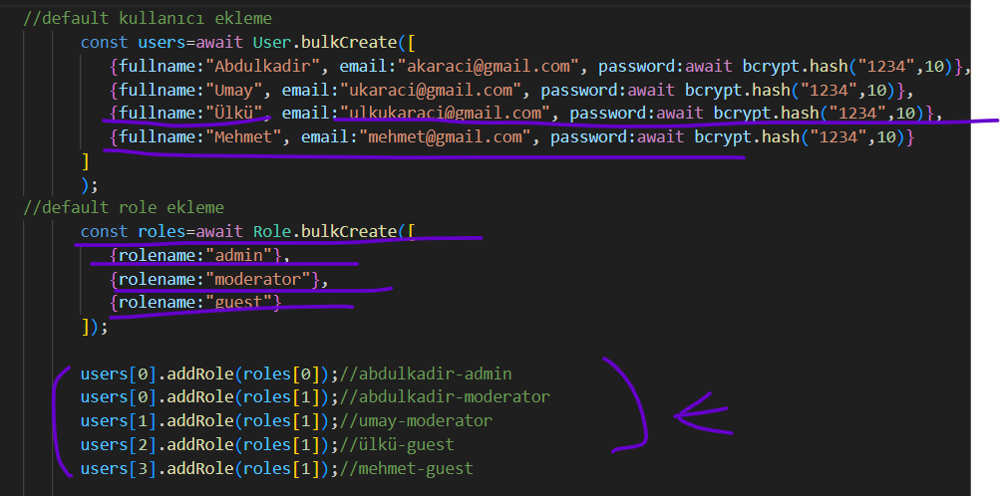 //default kullanıcı ekleme
const users=await User.bulkCreate([
{fullname:"Abdulkadir", email:"akaraci@gmail.com", password:await bcrypt.hash("1234",10)},
{fullname:"Umay", email:"ukaraci@gmail.com", password:await bcrypt.hash("1234",10)},
{fullname:"Ülkü", email:"ulkukaraci@gmail.com", password:await bcrypt.hash("1234",10)},
{fullname:"Mehmet", email:"mehmet@gmail.com", password:await bcrypt.hash("1234",10)}
]
);
//default role ekleme
const roles=await Role.bulkCreate([
{rolename:"admin"},
{rolename:"moderator"},
{rolename:"guest"}
]);
users[0].addRole(roles[0]);//abdulkadir-admin
users[0].addRole(roles[1]);//abdulkadir-moderator
users[1].addRole(roles[1]);//umay-moderator
users[2].addRole(roles[1]);//ülkü-guest
users[3].addRole(roles[1]);//mehmet-guest